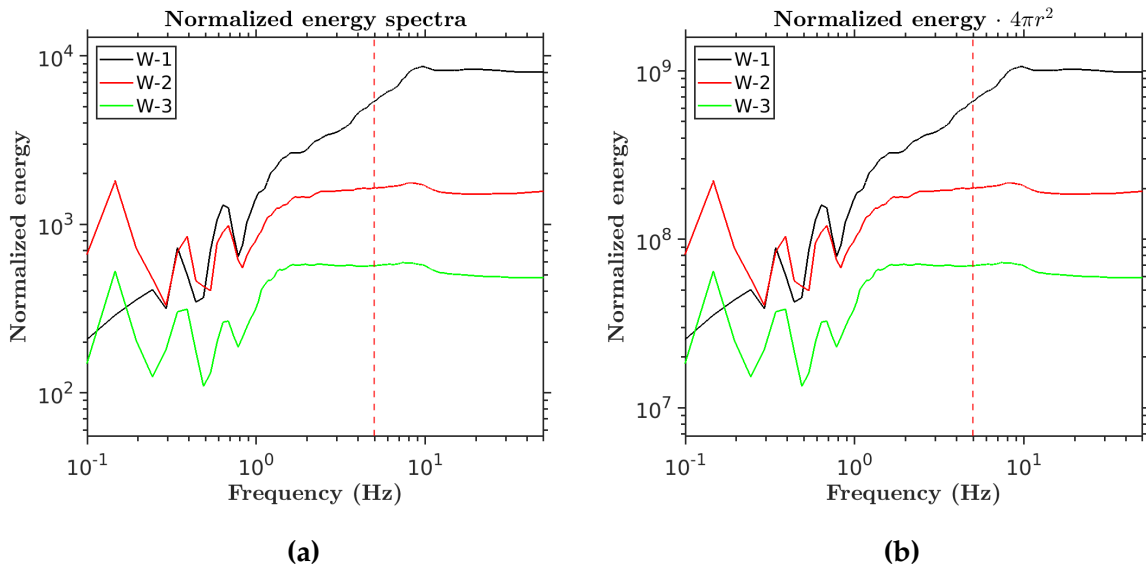 Normalized energy spectra
W-1
W-2
W-3
10^4
10^3
10^2
Normalized energy
10^-1
10^0
10^1
Frequency (Hz)
(a)
Normalized energy · 4πr^2
W-1
W-2
W-3
10^9
10^8
10^7
Normalized energy
10^-1
10^0
10^1
Frequency (Hz)
(b)